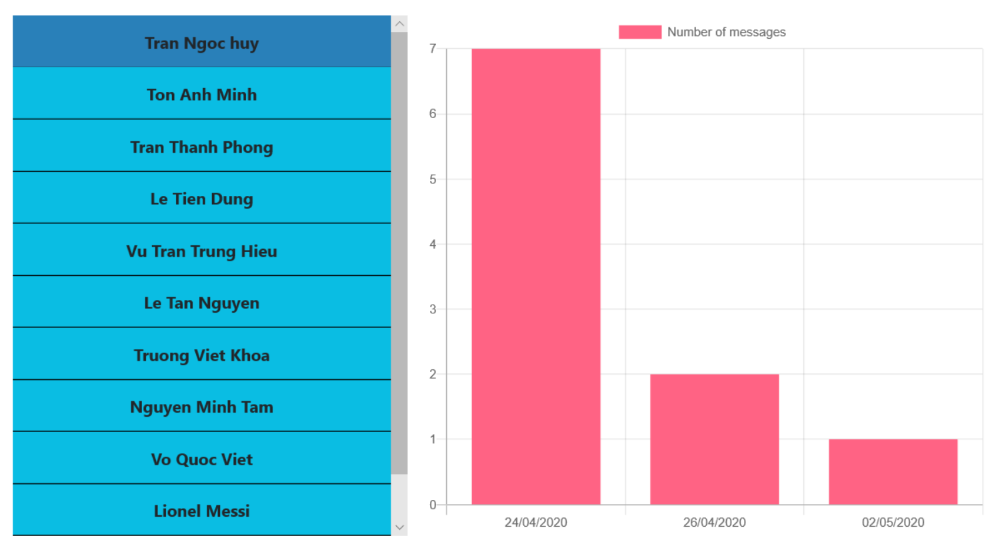 Tran Ngoc huy
Ton Anh Minh
Tran Thanh Phong
Le Tien Dung
Vu Tran Trung Hieu
Le Tan Nguyen
Truong Viet Khoa
Nguyen Minh Tam
Vo Quoc Viet
Lionel Messi
Number of messages
7
6
5
4
3
2
1
0
24/04/2020 26/04/2020 02/05/2020